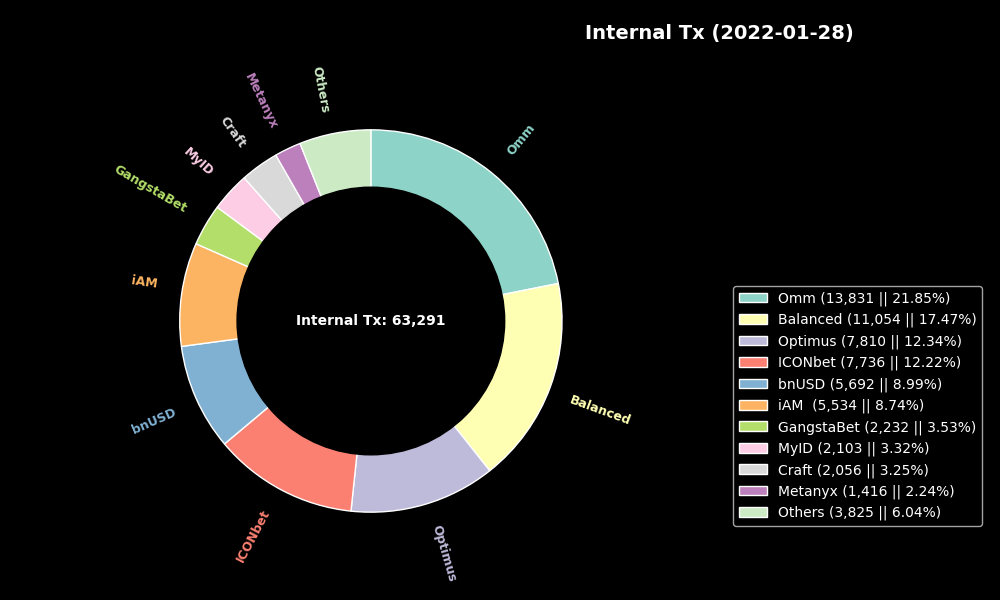 Internal Tx (2022-01-28)
Others
Metanyx
Craft
MyID
GangstaBet
iAM
bnUSD
ICONbet
Optimus
Balanced
Omm
Internal Tx: 63,291
Omm (13,831 || 21.85%)
Balanced (11,054 || 17.47%)
Optimus (7,810 || 12.34%)
ICONbet (7,736 || 12.22%)
bnUSD (5,692 || 8.99%)
iAM  (5,534 || 8.74%)
GangstaBet (2,232 || 3.53%)
MyID (2,103 || 3.32%)
Craft (2,056 || 3.25%)
Metanyx (1,416 || 2.24%)
Others (3,825 || 6.04%)